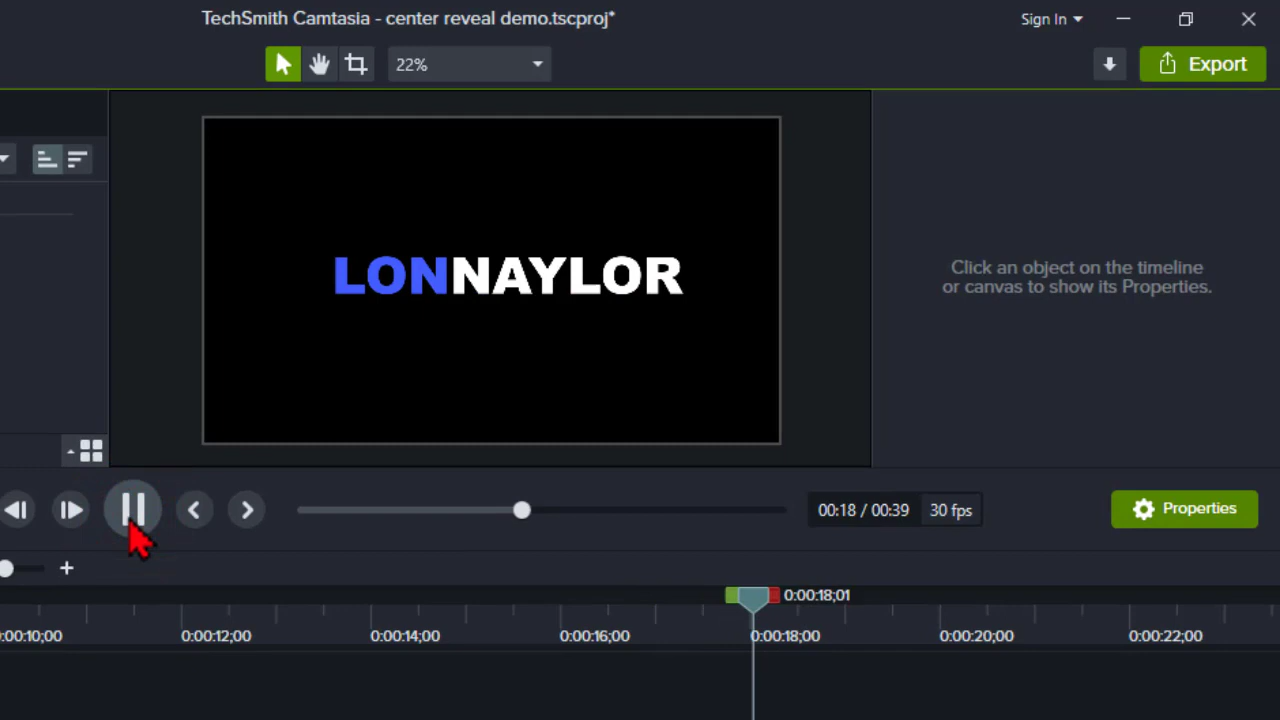 TechSmith Camtasia - center reveal demo.tscproj*
Sign In
22%
Export
LONNAYLOR
Click an object on the timeline
or canvas to show its Properties.
00:18 / 00:39
30 fps
Properties
0:00:18;01
:00:10;00
0:00:12;00
0:00:14;00
0:00:16;00
0:00:18;00
0:00:20;00
0:00:22;00